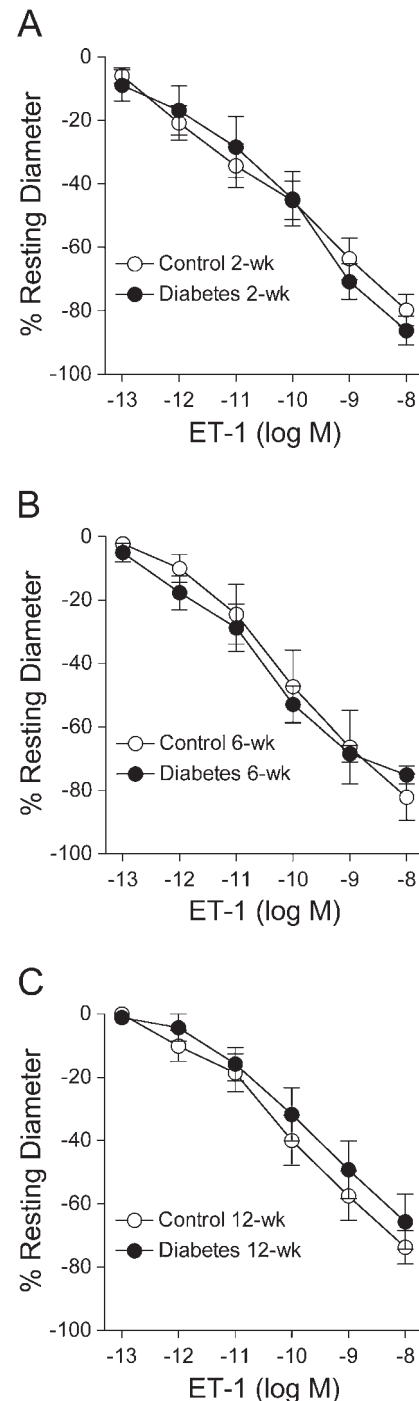 A
% Resting Diameter
0
-20
-40
-60
-80
-100
Control 2-wk
Diabetes 2-wk
-13 -12 -11 -10 -9 -8
ET-1 (log M)
B
% Resting Diameter
0
-20
-40
-60
-80
-100
Control 6-wk
Diabetes 6-wk
-13 -12 -11 -10 -9 -8
ET-1 (log M)
C
% Resting Diameter
0
-20
-40
-60
-80
-100
Control 12-wk
Diabetes 12-wk
-13 -12 -11 -10 -9 -8
ET-1 (log M)